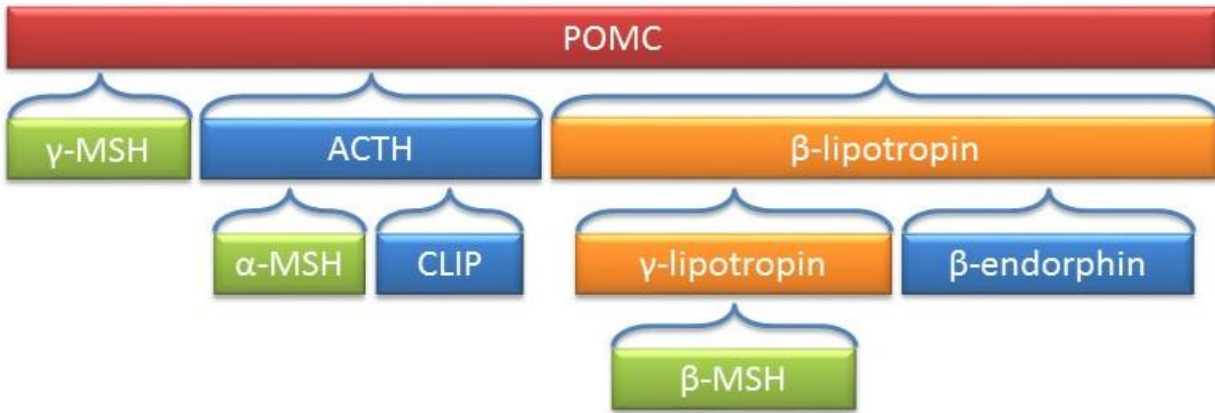 POMC
γ-MSH ACTH β-lipotropin
α-MSH CLIP γ-lipotropin β-endorphin
β-MSH